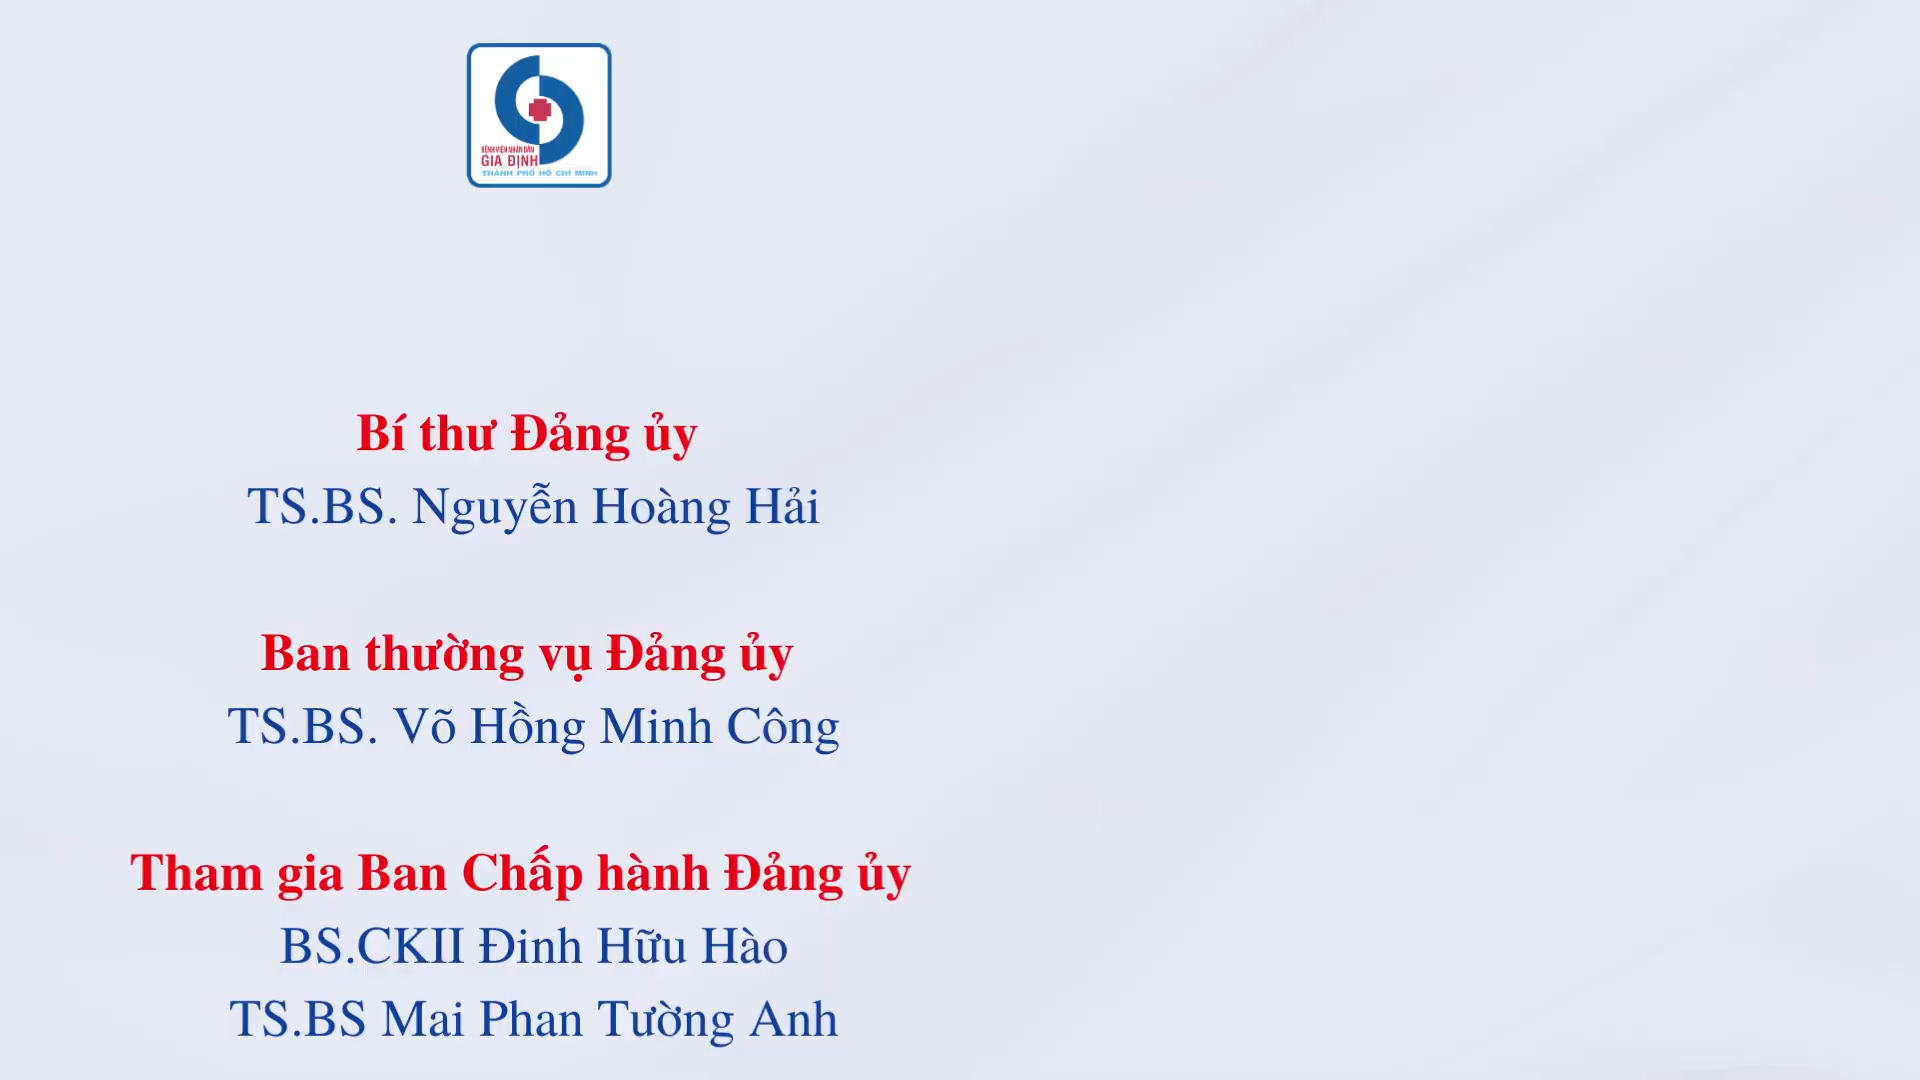 BỆNH VIỆN NHÂN DÂN
GIA ĐỊNH
THÀNH PHỐ HỒ CHÍ MINH
Bí thư Đảng ủy
TS.BS. Nguyễn Hoàng Hải
Ban thường vụ Đảng ủy
TS.BS. Võ Hồng Minh Công
Tham gia Ban Chấp hành Đảng ủy
BS.CKII Đinh Hữu Hào
TS.BS Mai Phan Tường Anh